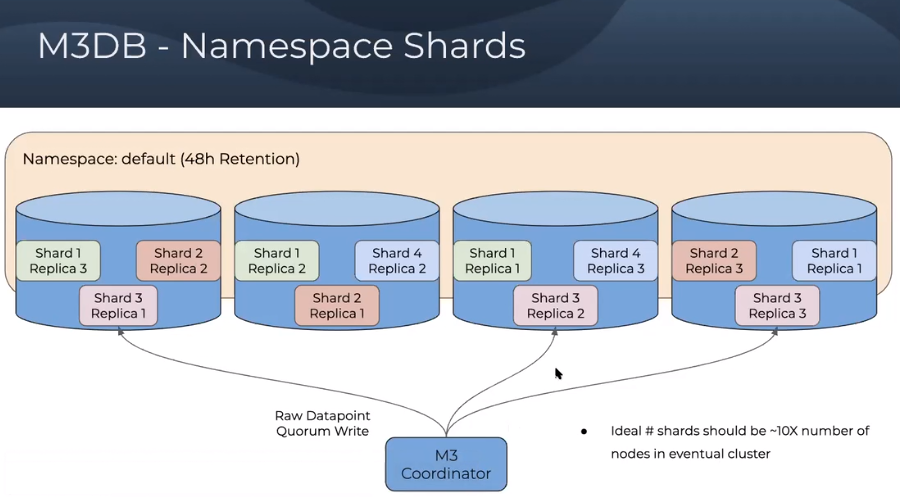 M3DB - Namespace Shards
Namespace: default (48h Retention)
Shard 1
Replica 3
Shard 2
Replica 2
Shard 3
Replica 1
Shard 1
Replica 2
Shard 4
Replica 2
Shard 2
Replica 1
Shard 1
Replica 1
Shard 4
Replica 3
Shard 3
Replica 2
Shard 2
Replica 3
Shard 1
Replica 1
Shard 3
Replica 3
Raw Datapoint
Quorum Write
M3
Coordinator
● Ideal # shards should be ~10X number of
nodes in eventual cluster